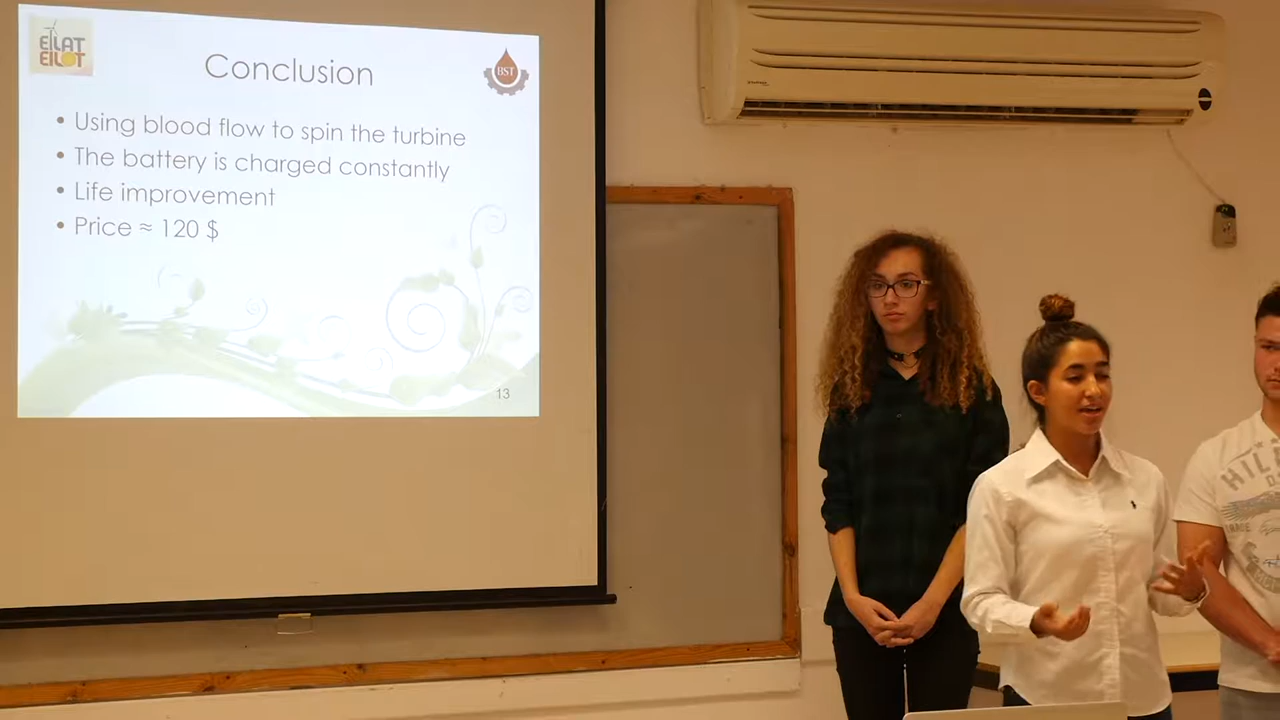 EILAT
EILOT
Conclusion
BST
• Using blood flow to spin the turbine
• The battery is charged constantly
• Life improvement
• Price ≈ 120 $
13
HIL